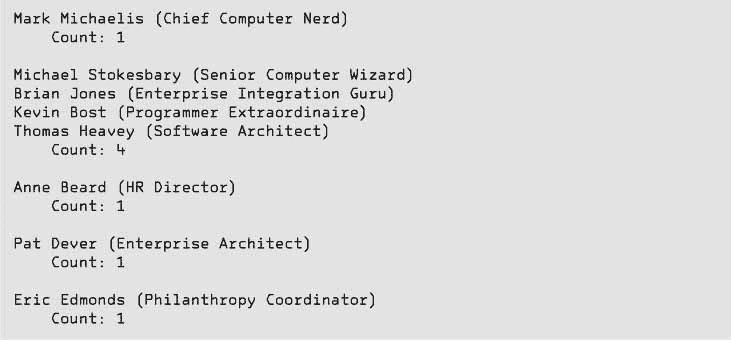 Mark Michaelis (Chief Computer Nerd)
Count: 1
Michael Stokesbary (Senior Computer Wizard)
Brian Jones (Enterprise Integration Guru)
Kevin Bost (Programmer Extraordinaire)
Thomas Heavey (Software Architect)
Count: 4
Anne Beard (HR Director)
Count: 1
Pat Dever (Enterprise Architect)
Count: 1
Eric Edmonds (Philanthropy Coordinator)
Count: 1